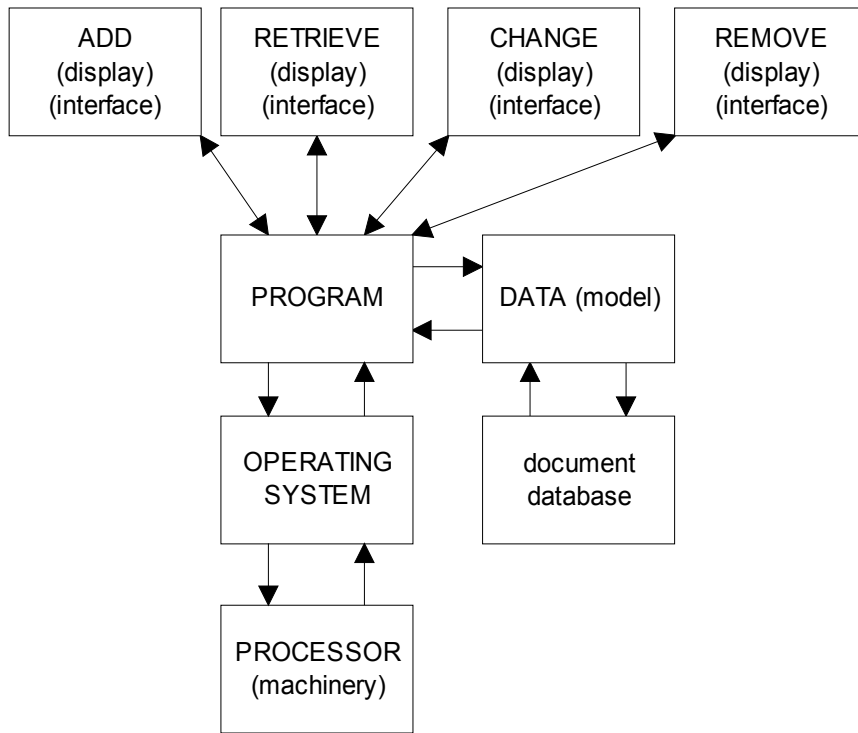 ADD
(display)
(interface)
RETRIEVE
(display)
(interface)
CHANGE
(display)
(interface)
REMOVE
(display)
(interface)
PROGRAM
DATA (model)
OPERATING
SYSTEM
document
database
PROCESSOR
(machinery)